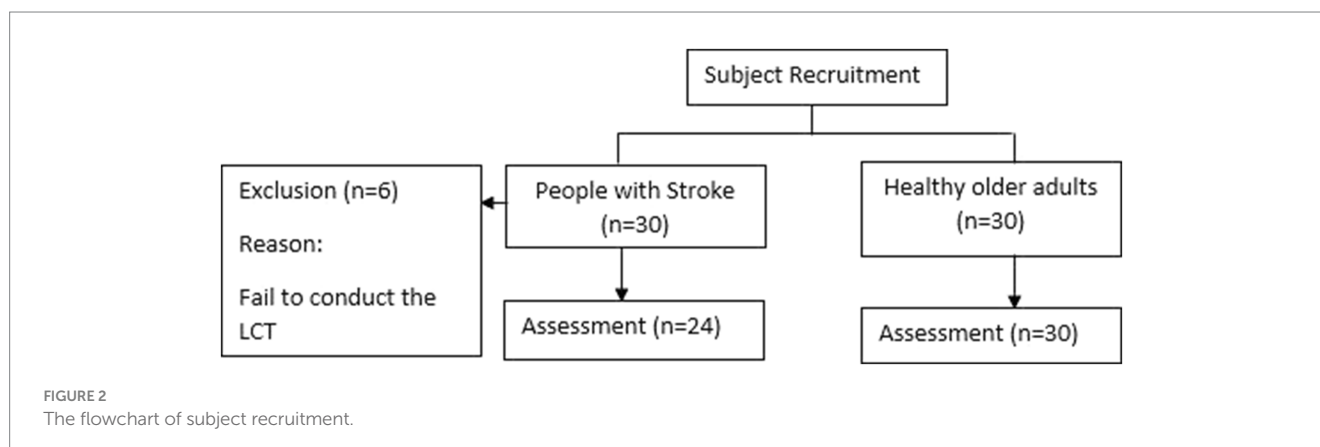 Subject Recruitment
Exclusion (n=6)
Reason:
Fail to conduct the
LCT
People with Stroke
(n=30)
Healthy older adults
(n=30)
Assessment (n=24)
Assessment (n=30)
FIGURE 2
The flowchart of subject recruitment.